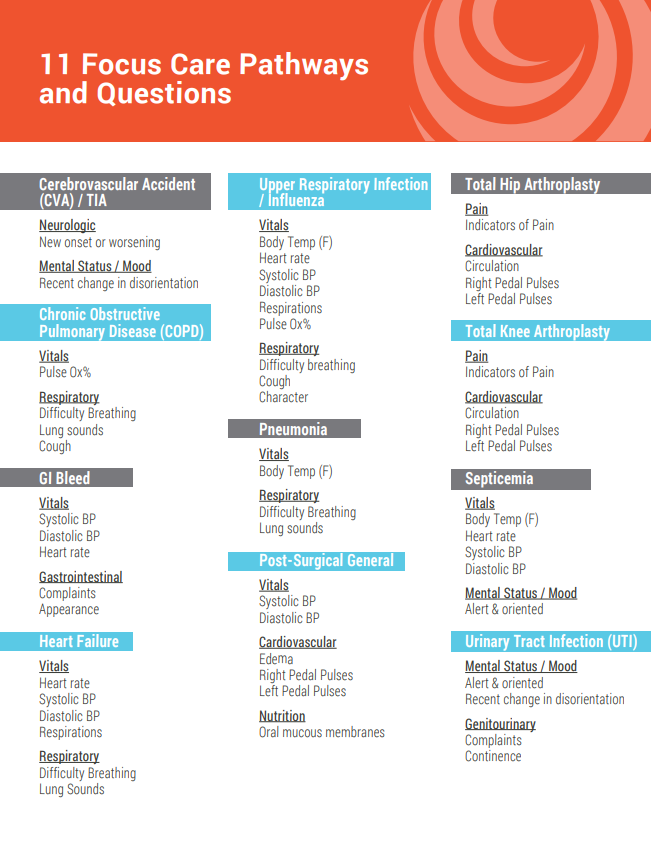 11 Focus Care Pathways
and Questions
Cerebrovascular Accident
(CVA) / TIA
Neurologic
New onset or worsening
Mental Status / Mood
Recent change in disorientation
Chronic Obstructive
Pulmonary Disease (COPD)
Vitals
Pulse Ox%
Respiratory
Difficulty Breathing
Lung sounds
Cough
GI Bleed
Vitals
Systolic BP
Diastolic BP
Heart rate
Gastrointestinal
Complaints
Appearance
Heart Failure
Vitals
Heart rate
Systolic BP
Diastolic BP
Respirations
Respiratory
Difficulty Breathing
Lung Sounds
Upper Respiratory Infection
/ Influenza
Vitals
Body Temp (F)
Heart rate
Systolic BP
Diastolic BP
Respirations
Pulse Ox%
Respiratory
Difficulty breathing
Cough
Character
Pneumonia
Vitals
Body Temp (F)
Respiratory
Difficulty Breathing
Lung sounds
Post-Surgical General
Vitals
Systolic BP
Diastolic BP
Cardiovascular
Edema
Right Pedal Pulses
Left Pedal Pulses
Nutrition
Oral mucous membranes
Total Hip Arthroplasty
Pain
Indicators of Pain
Cardiovascular
Circulation
Right Pedal Pulses
Left Pedal Pulses
Total Knee Arthroplasty
Pain
Indicators of Pain
Cardiovascular
Circulation
Right Pedal Pulses
Left Pedal Pulses
Septicemia
Vitals
Body Temp (F)
Heart rate
Systolic BP
Diastolic BP
Mental Status / Mood
Alert & oriented
Urinary Tract Infection (UTI)
Mental Status / Mood
Alert & oriented
Recent change in disorientation
Genitourinary
Complaints
Continence